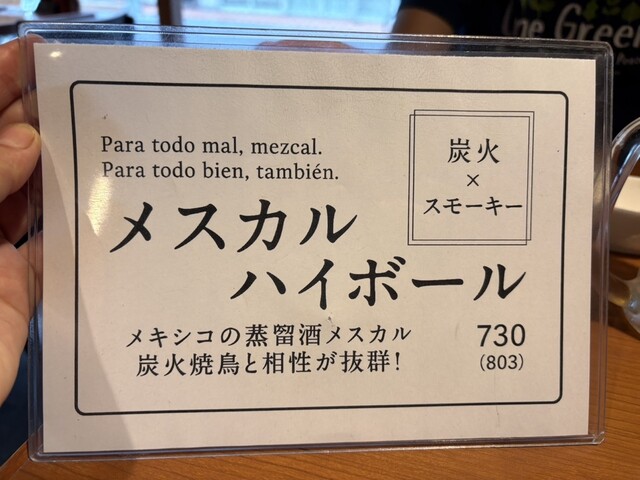 The Green
Para todo mal, mezcal.
Para todo bien, también.
炭火
×
スモーキー
メスカル
ハイボール
メキシコの蒸留酒メスカル
炭火焼鳥と相性が抜群!
730
(803)